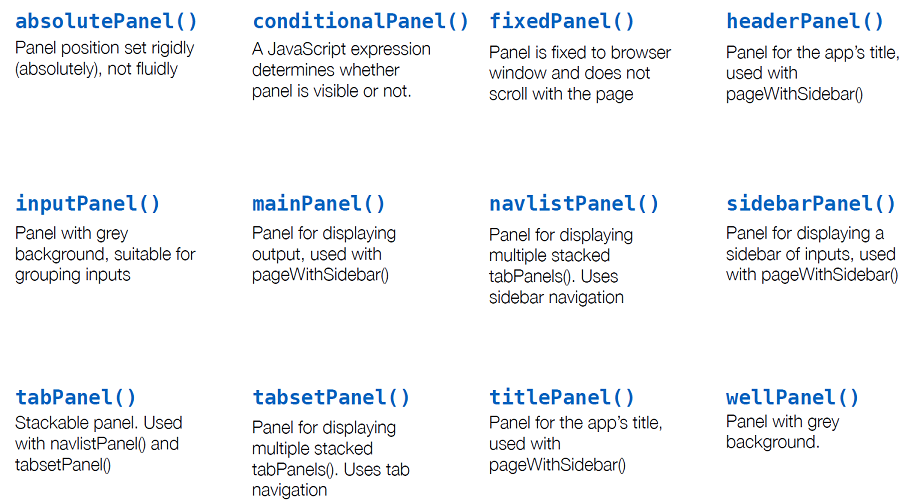 absolutePanel()
Panel position set rigidly
(absolutely), not fluidly
conditionalPanel()
A JavaScript expression
determines whether
panel is visible or not.
fixedPanel()
Panel is fixed to browser
window and does not
scroll with the page
headerPanel()
Panel for the app's title,
used with
pageWithSidebar()
inputPanel()
Panel with grey
background, suitable for
grouping inputs
mainPanel()
Panel for displaying
output, used with
pageWithSidebar()
navlistPanel()
Panel for displaying
multiple stacked
tabPanels(). Uses
sidebar navigation
sidebarPanel()
Panel for displaying a
sidebar of inputs, used
with pageWithSidebar()
tabPanel()
Stackable panel. Used
with navlistPanel() and
tabsetPanel()
tabsetPanel()
Panel for displaying
multiple stacked
tabPanels(). Uses tab
navigation
titlePanel()
Panel for the app's title,
used with
pageWithSidebar()
wellPanel()
Panel with grey
background.